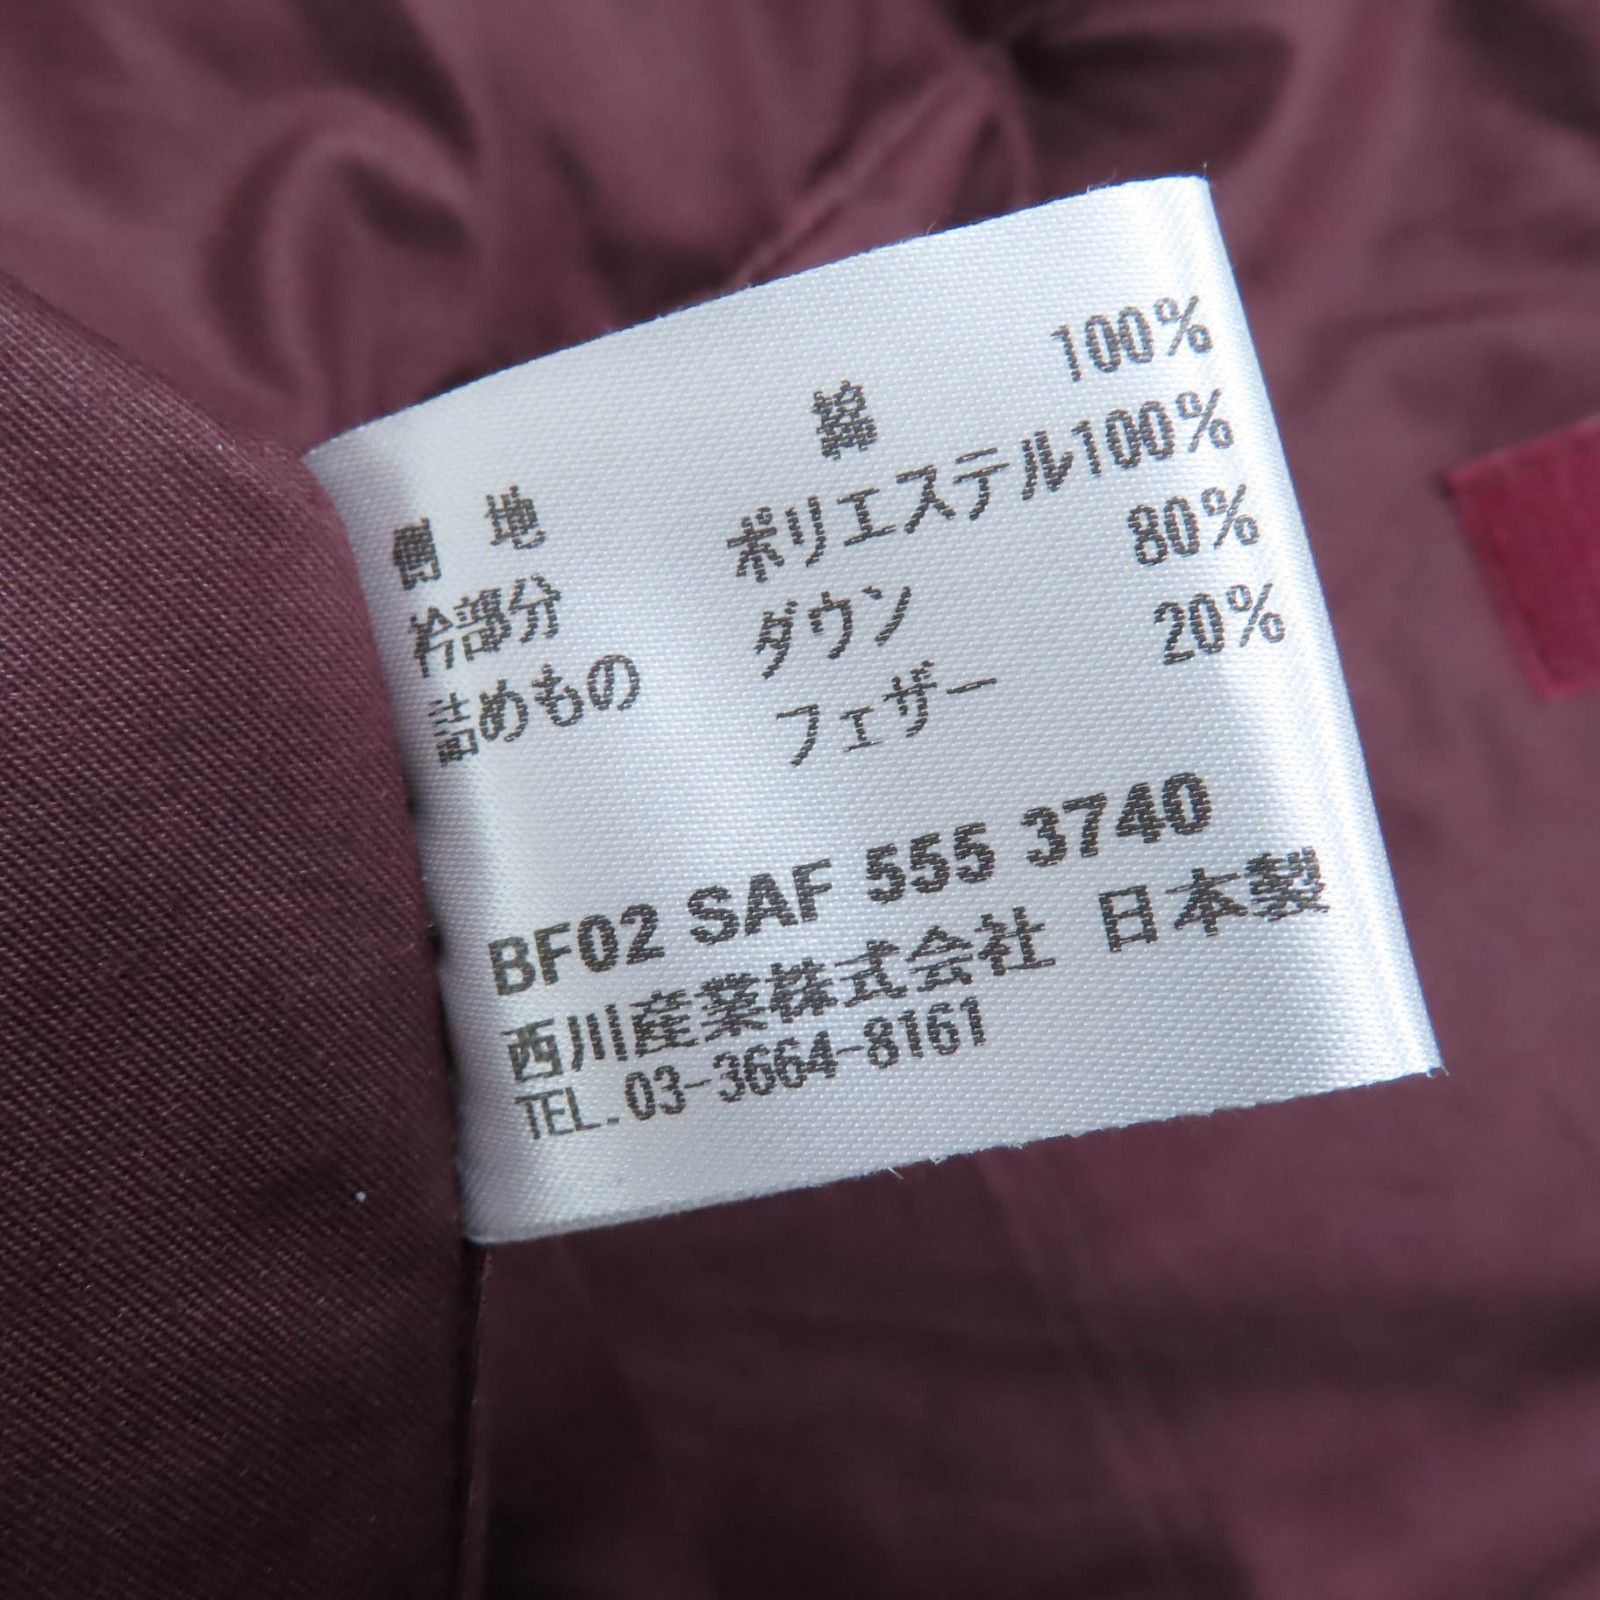 側 地 綿 100%
衿部分 ポリエステル100%
詰めもの ダウン 80%
フェザー 20%
BF02 SAF 555 3740
西川産業株式会社 日本製
TEL.03-3664-8161